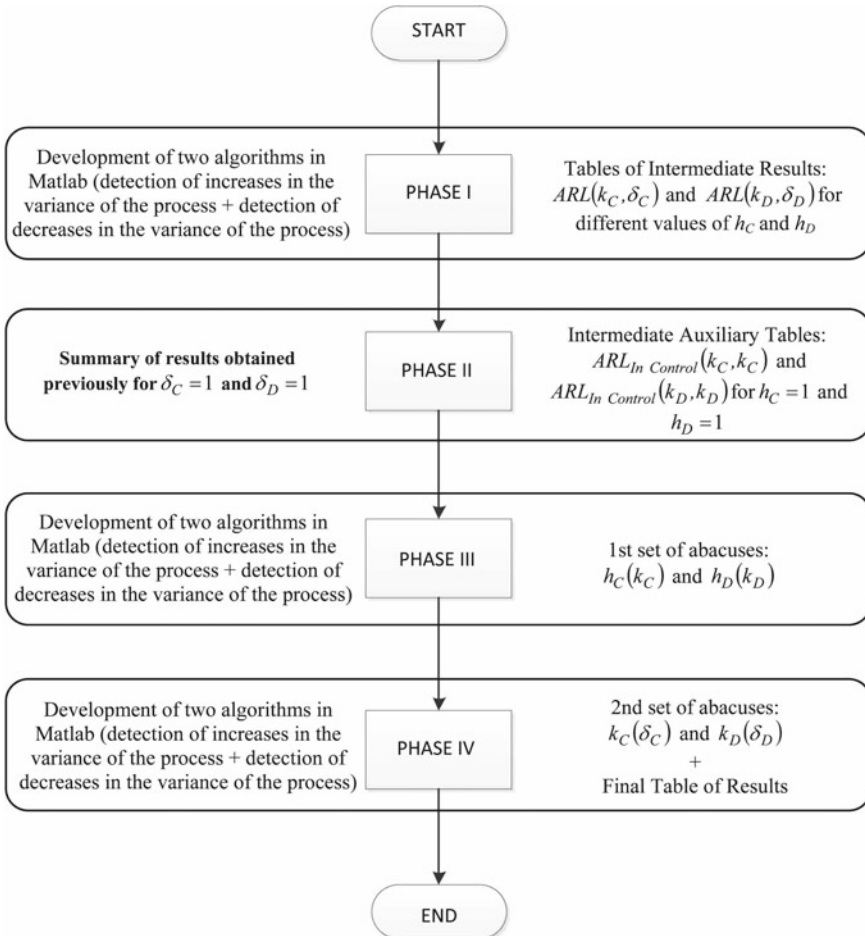 START
Development of two algorithms in
Matlab (detection of increases in the
variance of the process + detection of
decreases in the variance of the process)
PHASE I
Tables of Intermediate Results:
ARL(k_C,δ_C) and ARL(k_D,δ_D) for
different values of h_C and h_D
Summary of results obtained
previously for δ_C = 1 and δ_D = 1
PHASE II
Intermediate Auxiliary Tables:
ARL_In Control(k_C,k_C) and
ARL_In Control(k_D,k_D) for h_C = 1 and
h_D = 1
Development of two algorithms in
Matlab (detection of increases in the
variance of the process + detection of
decreases in the variance of the process)
PHASE III
1st set of abacuses:
h_C(k_C) and h_D(k_D)
Development of two algorithms in
Matlab (detection of increases in the
variance of the process + detection of
decreases in the variance of the process)
PHASE IV
2nd set of abacuses:
k_C(δ_C) and k_D(δ_D)
+
Final Table of Results
END